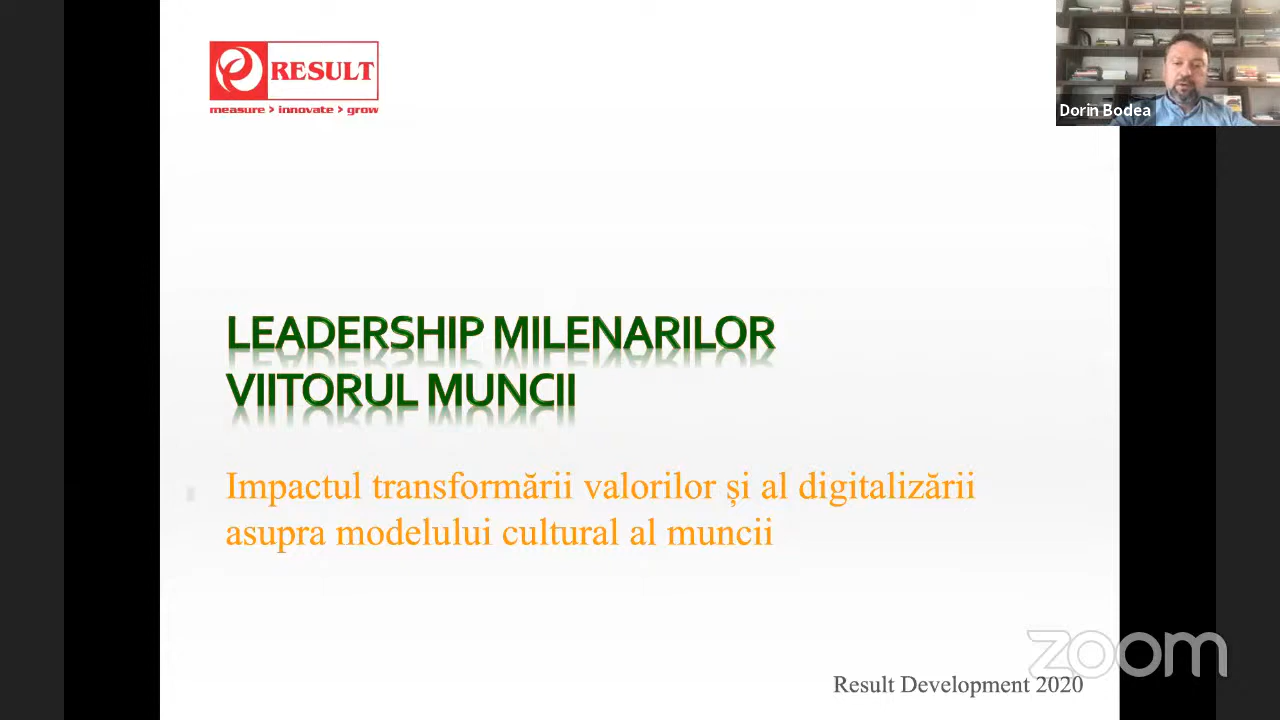 RESULT
measure > innovate > grow
Dorin Bodea
LEADERSHIP MILENARILOR
VIITORUL MUNCII
Impactul transformării valorilor și al digitalizării
asupra modelului cultural al muncii
zoom
Result Development 2020